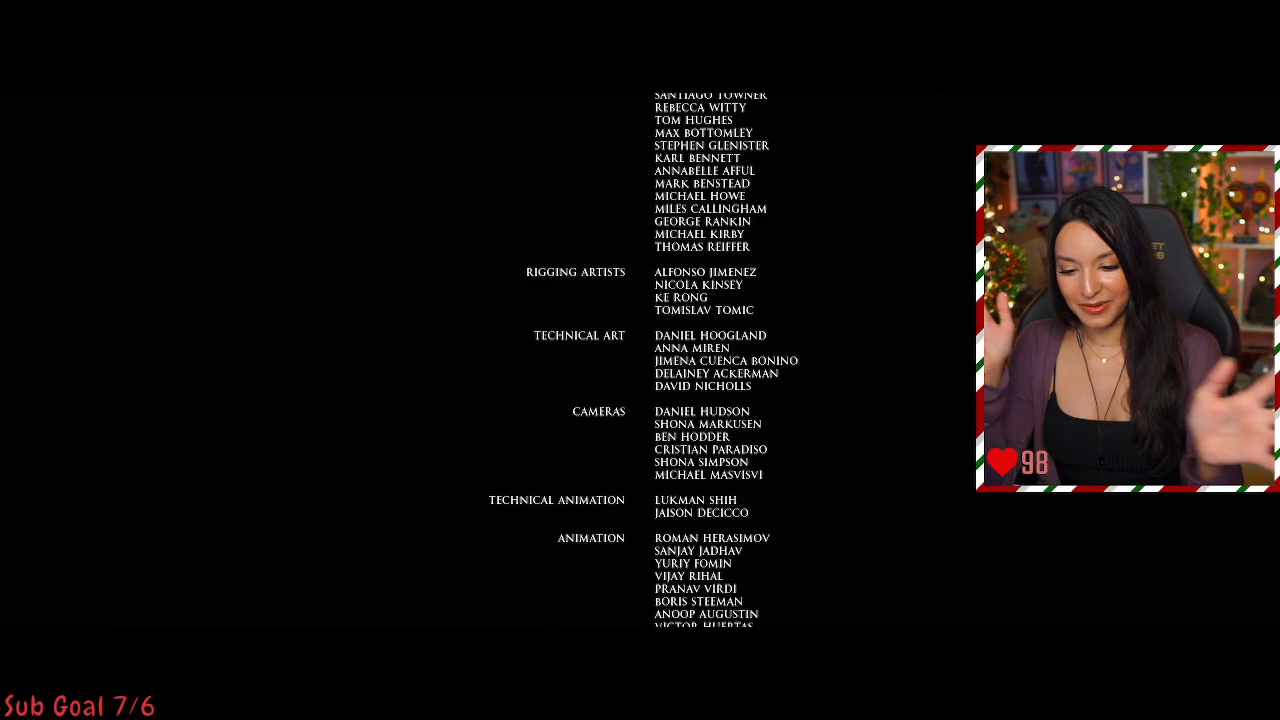 SANTIAGO TOWNER
REBECCA WITTY
TOM HUGHES
MAX BOTTOMLEY
STEPHEN GLENISTER
KARL BENNETT
ANNABELLE AFFUL
MARK BENSTEAD
MICHAEL HOWE
MILES CALLINGHAM
GEORGE RANKIN
MICHAEL KIRBY
THOMAS REIFFER
RIGGING ARTISTS ALFONSO JIMENEZ
NICOLA KINSEY
KE RONG
TOMISLAV TOMIC
TECHNICAL ART DANIEL HOOGLAND
ANNA MIREN
JIMENA CUENCA BONINO
DELAINEY ACKERMAN
DAVID NICHOLLS
CAMERAS DANIEL HUDSON
SHONA MARKUSEN
BEN HODDER
CRISTIAN PARADISO
SHONA SIMPSON
MICHAEL MASVISVI
TECHNICAL ANIMATION LUKMAN SHIH
JAISON DECICCO
ANIMATION ROMAN HERASIMOV
SANJAY JADHAV
YURIY FOMIN
VIJAY RIHAL
PRANAV VIRDI
BORIS STEEMAN
ANOOP AUGUSTIN
VICTOR HUERTAS
98
Sub Goal 7/6